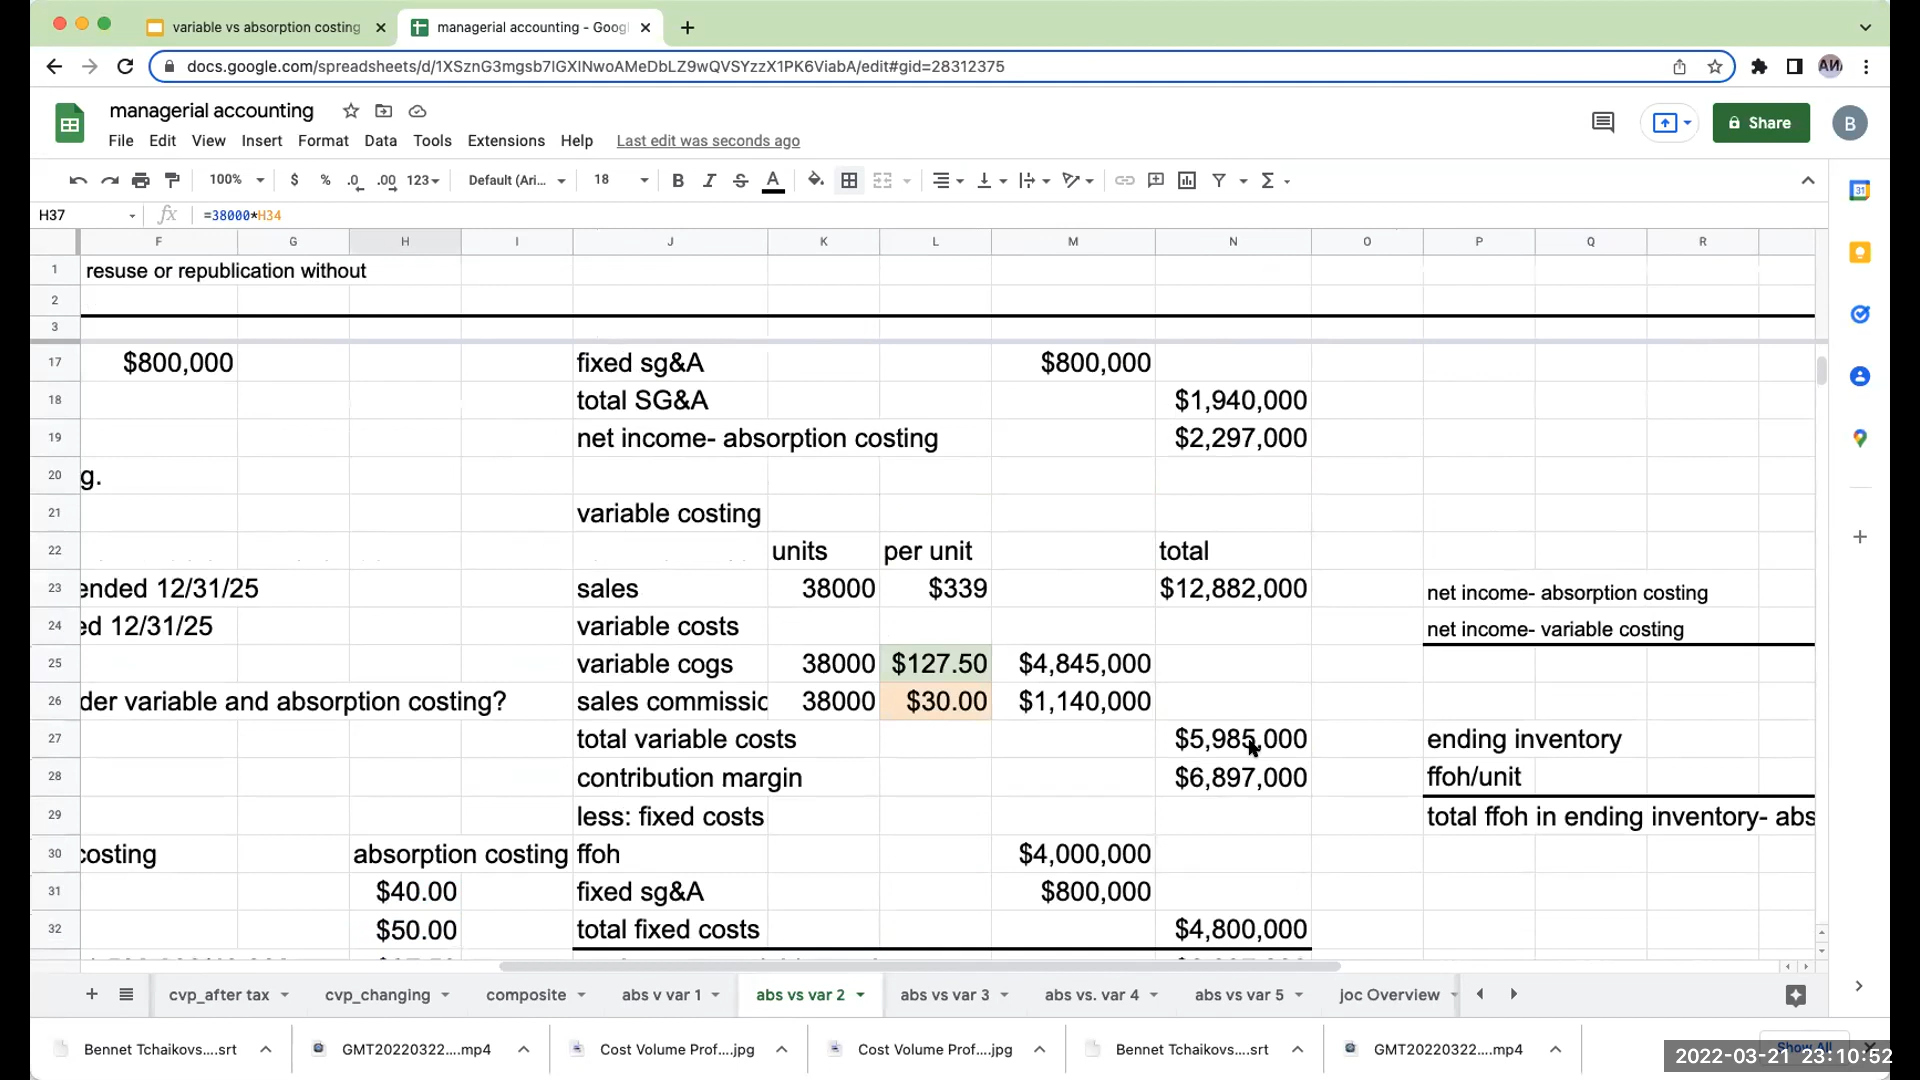 variable vs absorption costing
managerial accounting - Goog
docs.google.com/spreadsheets/d/1XSznG3mgsb7lGXlNwoAMeDbLZ9wQVSYzzX1PK6ViabA/edit#gid=28312375
managerial accounting
Share
B
File Edit View Insert Format Data Tools Extensions Help Last edit was seconds ago
100% $ % .0 .00 123 Default (Ari... 18 B I S A
H37 fx =38000*H34
F G H I J K L M N O P Q R
1 resuse or republication without
2
3
17 $800,000 fixed sg&A $800,000
18 total SG&A $1,940,000
19 net income- absorption costing $2,297,000
20 g.
21 variable costing
22 units per unit total
23 ended 12/31/25 sales 38000 $339 $12,882,000 net income- absorption costing
24 ed 12/31/25 variable costs net income- variable costing
25 variable cogs 38000 $127.50 $4,845,000
26 der variable and absorption costing? sales commissic 38000 $30.00 $1,140,000
27 total variable costs $5,985,000 ending inventory
28 contribution margin $6,897,000 ffoh/unit
29 less: fixed costs total ffoh in ending inventory- abs
30 costing absorption costing ffoh $4,000,000
31 $40.00 fixed sg&A $800,000
32 $50.00 total fixed costs $4,800,000
cvp_after tax cvp_changing composite abs v var 1 abs vs var 2 abs vs var 3 abs vs. var 4 abs vs var 5 joc Overview
Bennet Tchaikovs....srt GMT20220322....mp4 Cost Volume Prof....jpg Cost Volume Prof....jpg Bennet Tchaikovs....srt GMT20220322....mp4 Show All
2022-03-21 23:10:52